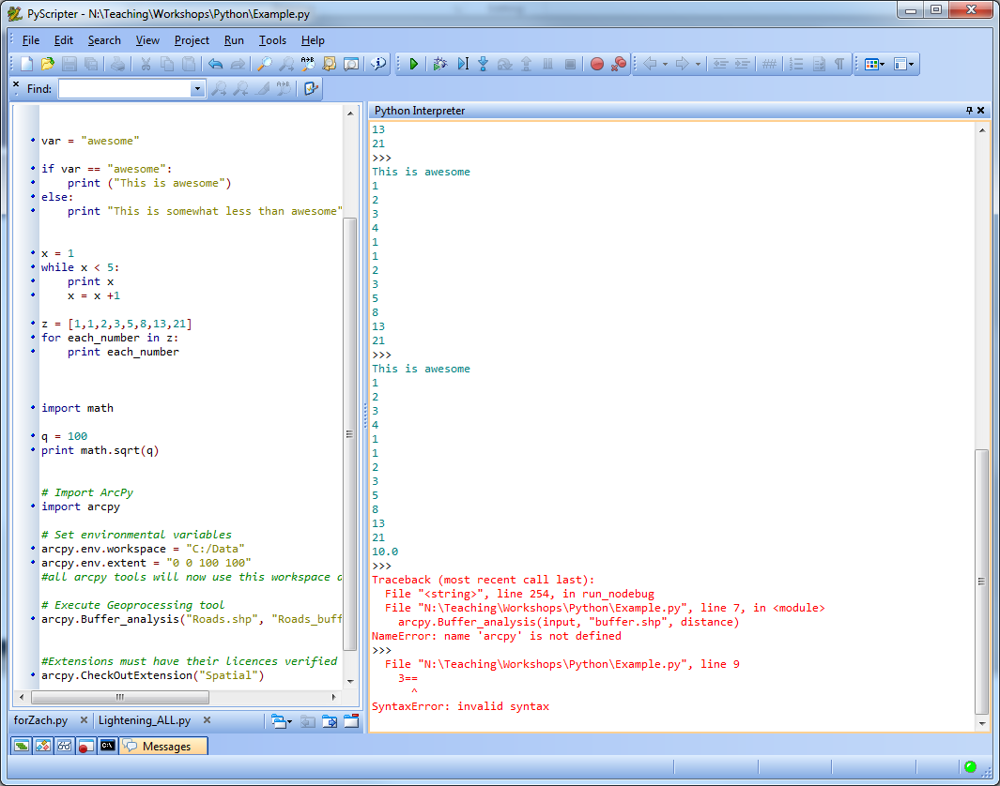 PyScripter - N:\Teaching\Workshops\Python\Example.py
File Edit Search View Project Run Tools Help
Find:
var = "awesome"
if var == "awesome":
print ("This is awesome")
else:
print "This is somewhat less than awesome"
x = 1
while x < 5:
print x
x = x +1
z = [1,1,2,3,5,8,13,21]
for each_number in z:
print each_number
import math
q = 100
print math.sqrt(q)
# Import ArcPy
import arcpy
# Set environmental variables
arcpy.env.workspace = "C:/Data"
arcpy.env.extent = "0 0 100 100"
#all arcpy tools will now use this workspace
# Execute Geoprocessing tool
arcpy.Buffer_analysis("Roads.shp", "Roads_buff
#Extensions must have their licences verified
arcpy.CheckOutExtension("Spatial")
forZach.py Lightening_ALL.py
Messages
Python Interpreter
13
21
>>>
This is awesome
1
2
3
4
1
1
2
3
5
8
13
21
>>>
This is awesome
1
2
3
4
1
1
2
3
5
8
13
21
10.0
>>>
Traceback (most recent call last):
File "<string>", line 254, in run_nodebug
File "N:\Teaching\Workshops\Python\Example.py", line 7, in <module>
arcpy.Buffer_analysis(input, "buffer.shp", distance)
NameError: name 'arcpy' is not defined
>>>
File "N:\Teaching\Workshops\Python\Example.py", line 9
3==
^
SyntaxError: invalid syntax